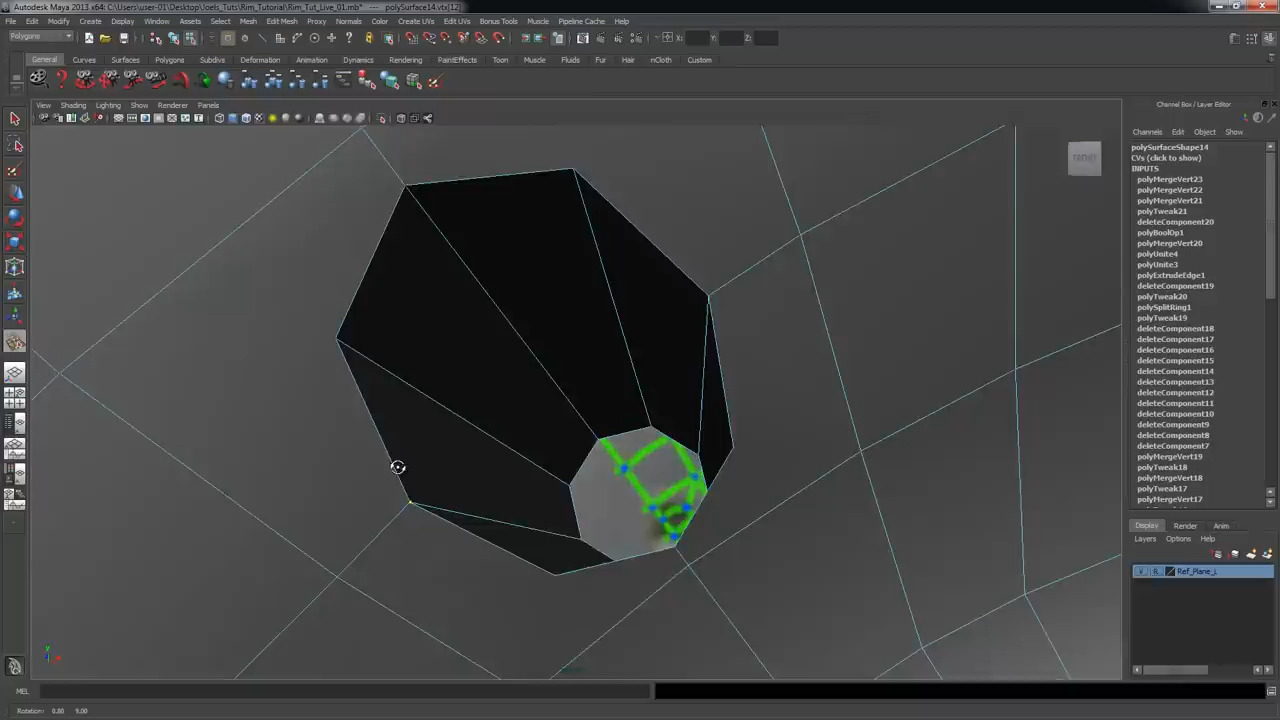 Autodesk Maya 2013 x64: C:\Users\user-01\Desktop\Joels_Tuts\Rim_Tutorial\Rim_Tut_Live_01.mb* --- polySurface14.vtx[12]
File Edit Modify Create Display Window Assets Select Mesh Edit Mesh Proxy Normals Color Create UVs Edit UVs Bonus Tools Muscle Pipeline Cache Help
Polygons X: Y: Z:
General Curves Surfaces Polygons Subdivs Deformation Animation Dynamics Rendering PaintEffects Toon Muscle Fluids Fur Hair nCloth Custom
View Shading Lighting Show Renderer Panels
Channel Box / Layer Editor
Channels Edit Object Show
polySurfaceShape14
CVs (click to show)
INPUTS
polyMergeVert23
polyMergeVert22
polyMergeVert21
polyTweak21
deleteComponent20
polyBoolOp1
polyMergeVert20
polyUnite4
polyUnite3
polyExtrudeEdge1
deleteComponent19
polyTweak20
polySplitRing1
polyTweak19
deleteComponent18
deleteComponent17
deleteComponent16
deleteComponent15
deleteComponent14
deleteComponent13
deleteComponent12
deleteComponent11
deleteComponent10
deleteComponent9
deleteComponent8
deleteComponent7
polyMergeVert19
polyTweak18
polyMergeVert18
polyTweak17
polyMergeVert17
Display Render Anim
Layers Options Help
V R Ref_Plane_L
y
MEL
Rotation: 0.80 9.00